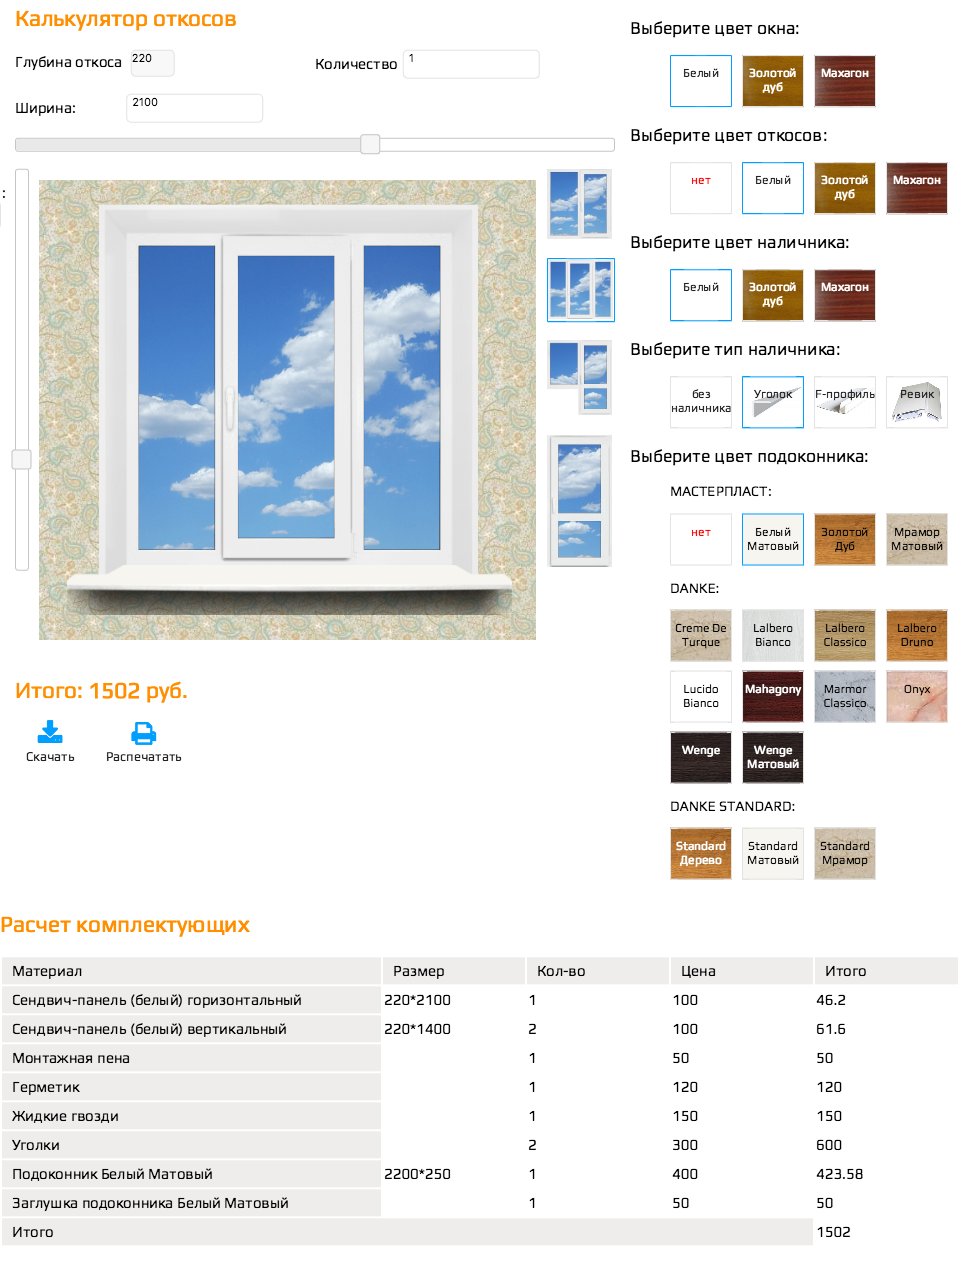 Калькулятор откосов
Глубина откоса 220
Количество 1
Ширина: 2100
:
Итого: 1502 руб.
Скачать
Распечатать
Выберите цвет окна:
Белый
Золотой
дуб
Махагон
Выберите цвет откосов:
нет
Белый
Золотой
дуб
Махагон
Выберите цвет наличника:
Белый
Золотой
дуб
Махагон
Выберите тип наличника:
без
наличника
Уголок
F-профиль
Ревик
Выберите цвет подоконника:
МАСТЕРПЛАСТ:
нет
Белый
Матовый
Золотой
Дуб
Мрамор
Матовый
DANKE:
Creme De
Turque
Lalbero
Bianco
Lalbero
Classico
Lalbero
Druno
Lucido
Bianco
Mahagony
Marmor
Classico
Onyx
Wenge
Wenge
Матовый
DANKE STANDARD:
Standard
Дерево
Standard
Матовый
Standard
Мрамор
Расчет комплектующих
Материал Размер Кол-во Цена Итого
Сендвич-панель (белый) горизонтальный 220*2100 1 100 46.2
Сендвич-панель (белый) вертикальный 220*1400 2 100 61.6
Монтажная пена 1 50 50
Герметик 1 120 120
Жидкие гвозди 1 150 150
Уголки 2 300 600
Подоконник Белый Матовый 2200*250 1 400 423.58
Заглушка подоконника Белый Матовый 1 50 50
Итого 1502